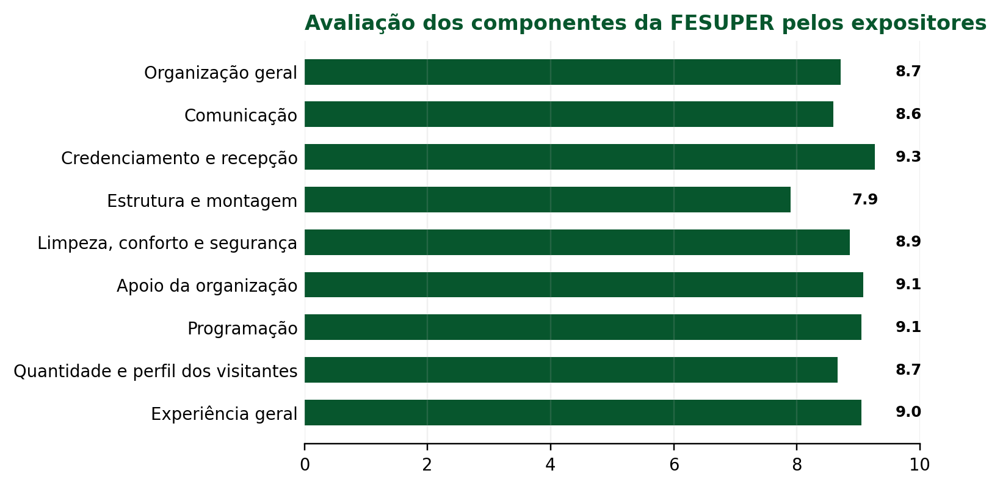 Avaliação dos componentes da FESUPER pelos expositores
Organização geral 8.7
Comunicação 8.6
Credenciamento e recepção 9.3
Estrutura e montagem 7.9
Limpeza, conforto e segurança 8.9
Apoio da organização 9.1
Programação 9.1
Quantidade e perfil dos visitantes 8.7
Experiência geral 9.0
0 2 4 6 8 10